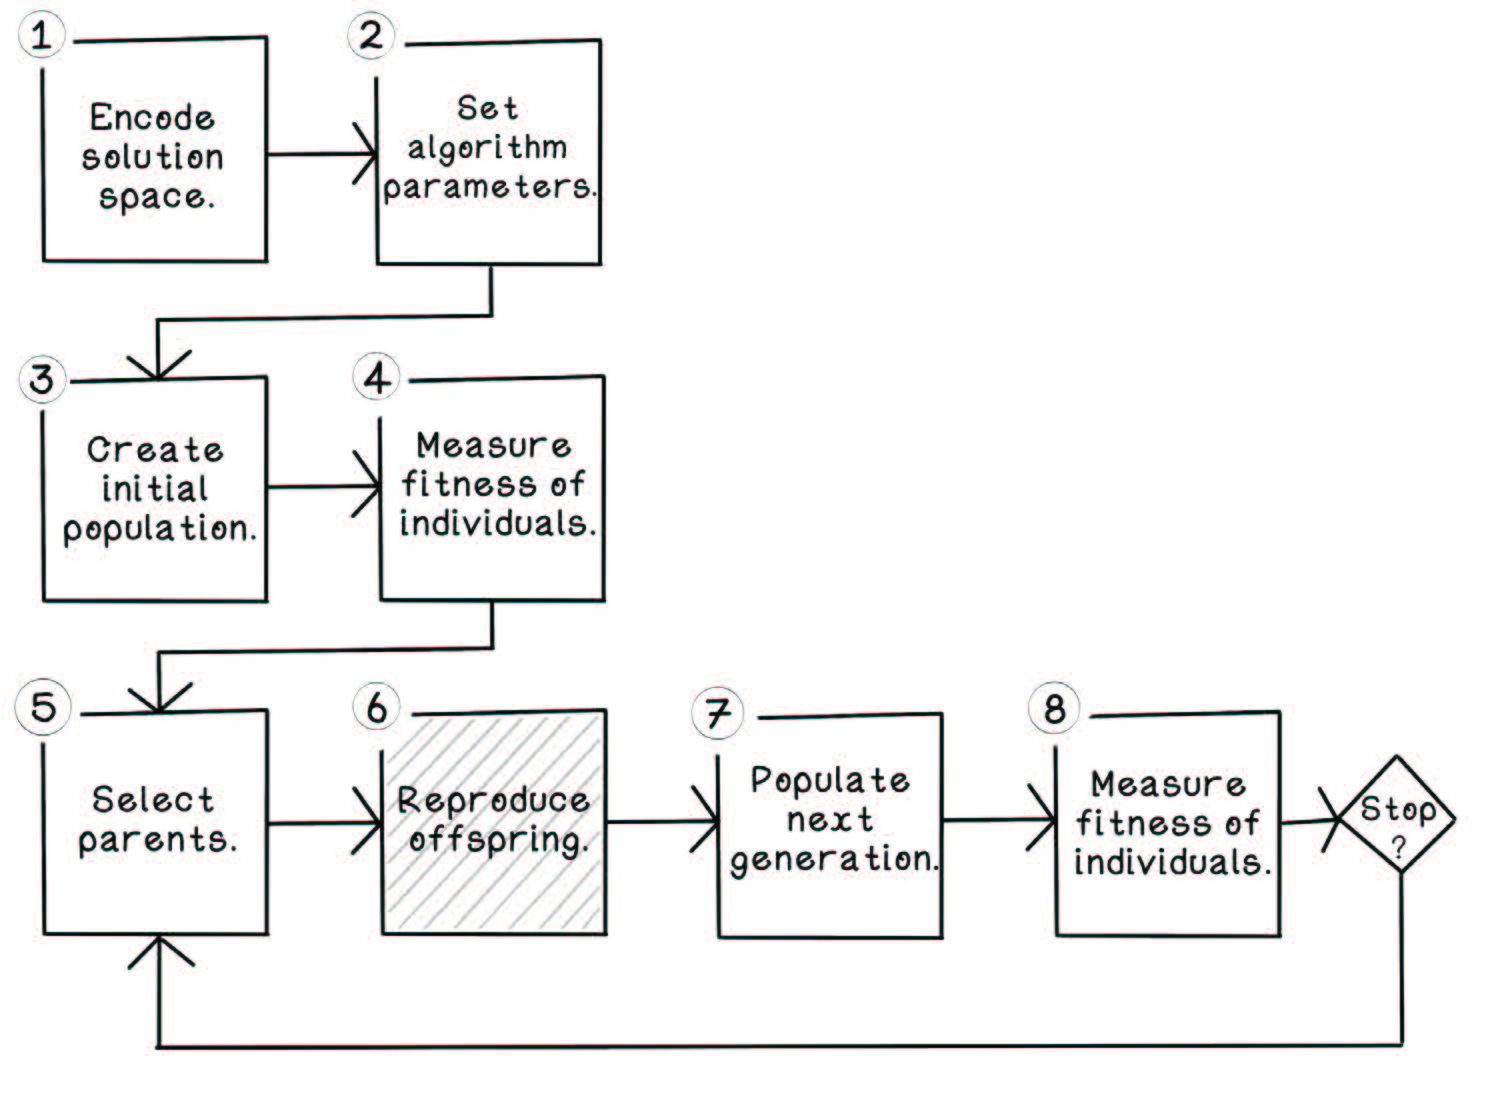 1
Encode
solution
space.
2
Set
algorithm
parameters.
3
Create
initial
population.
4
Measure
fitness of
individuals.
5
Select
parents.
6
Reproduce
offspring.
7
Populate
next
generation.
8
Measure
fitness of
individuals.
Stop
?